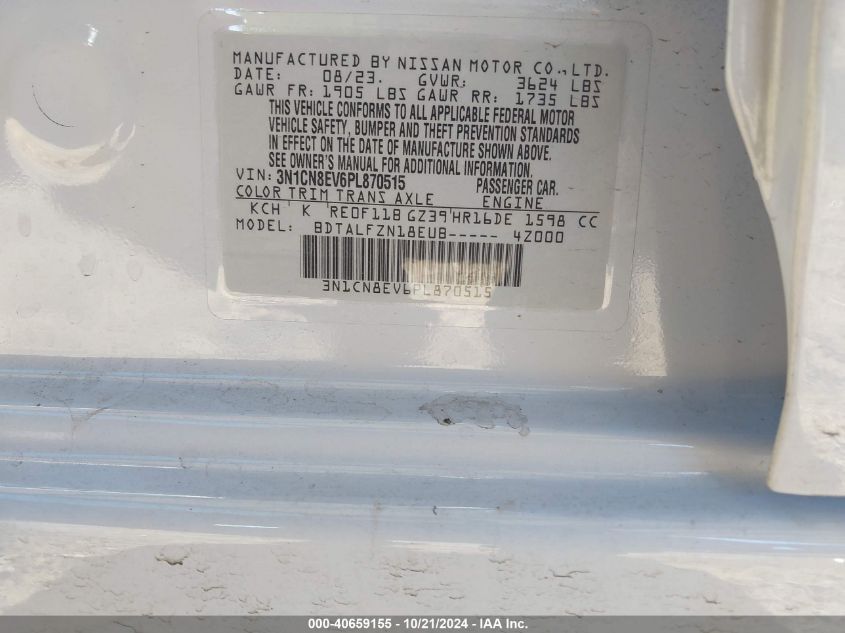 MANUFACTURED BY NISSAN MOTOR CO., LTD.
DATE: 08/23. GVWR: 3624 LBS
GAWR FR: 1905 LBS GAWR RR: 1735 LBS
THIS VEHICLE CONFORMS TO ALL APPLICABLE FEDERAL MOTOR
VEHICLE SAFETY, BUMPER AND THEFT PREVENTION STANDARDS
IN EFFECT ON THE DATE OF MANUFACTURE SHOWN ABOVE.
SEE OWNER'S MANUAL FOR ADDITIONAL INFORMATION.
VIN: 3N1CN8EV6PL870515 PASSENGER CAR.
COLOR TRIM TRANS AXLE ENGINE
KCH K RE0F11B GZ39 HR16DE 1598 CC
MODEL: BDTALFZN18EUB----- 4Z000
3N1CN8EV6PL870515
000-40659155 - 10/21/2024 - IAA Inc.